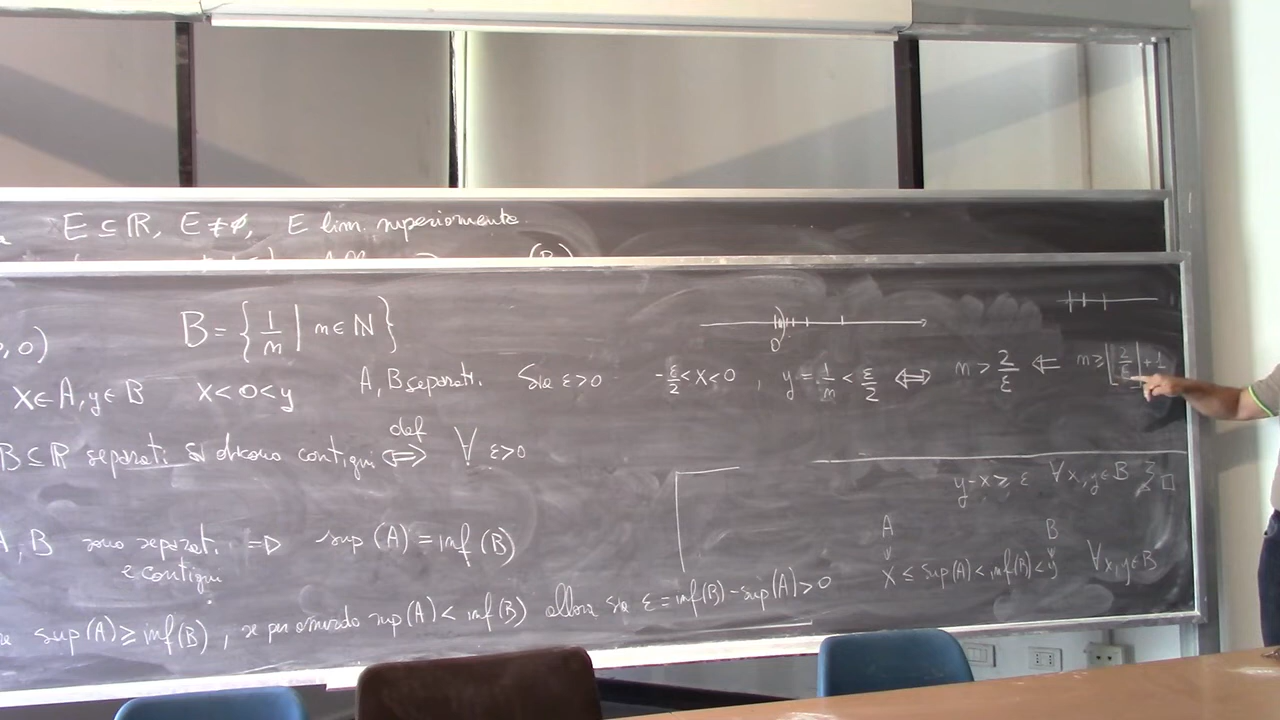 E ⊆ ℝ, E ≠ ∅, E lim. superiormente
, 0)
B = { 1/m | m ∈ ℕ }
0
x ∈ A, y ∈ B x < 0 < y A, B separati. Sia ε > 0 -ε/2 < x < 0 , y = 1/m < ε/2 ⟺ m > 2/ε ⟸ m ≥ ⌊2/ε⌋ + 1
def
B ⊆ ℝ separati si dicono contigui ⟺ ∀ ε > 0
y - x ≥ ε ∀ x, y ∈ B
A B
A, B sono separati ⟹ sup (A) = inf (B)
e contigui
x ≤ sup(A) < inf(B) < y ∀ x, y ∈ B
sup(A) ≥ inf(B), se per assurdo sup(A) < inf(B) allora sia ε = inf(B) - sup(A) > 0